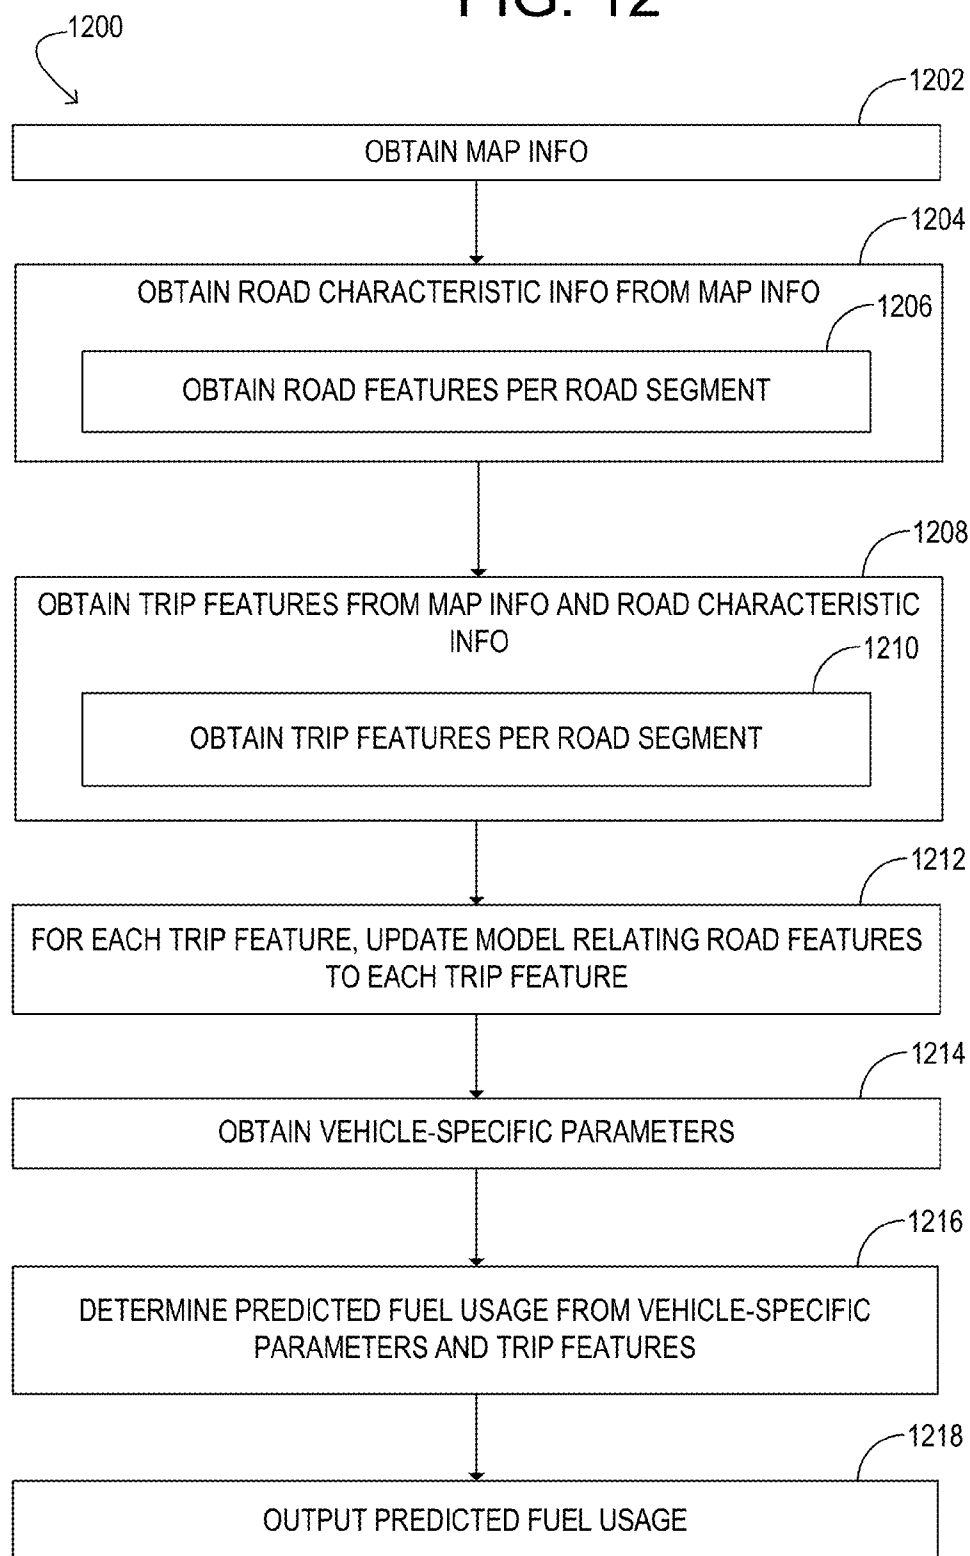 FIG. 12
1200
1202
OBTAIN MAP INFO
1204
OBTAIN ROAD CHARACTERISTIC INFO FROM MAP INFO
1206
OBTAIN ROAD FEATURES PER ROAD SEGMENT
1208
OBTAIN TRIP FEATURES FROM MAP INFO AND ROAD CHARACTERISTIC
INFO
1210
OBTAIN TRIP FEATURES PER ROAD SEGMENT
1212
FOR EACH TRIP FEATURE, UPDATE MODEL RELATING ROAD FEATURES
TO EACH TRIP FEATURE
1214
OBTAIN VEHICLE-SPECIFIC PARAMETERS
1216
DETERMINE PREDICTED FUEL USAGE FROM VEHICLE-SPECIFIC
PARAMETERS AND TRIP FEATURES
1218
OUTPUT PREDICTED FUEL USAGE